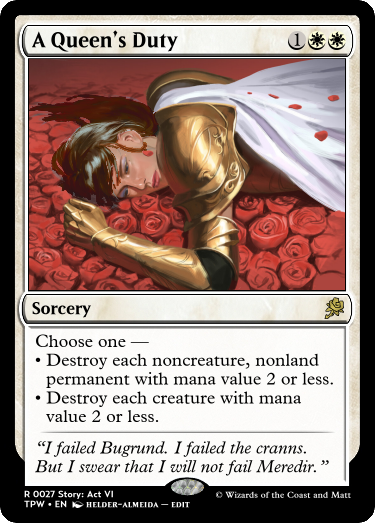 A Queen's Duty 1
Sorcery
Choose one —
• Destroy each noncreature, nonland
permanent with mana value 2 or less.
• Destroy each creature with mana
value 2 or less.
“I failed Bugrund. I failed the cranns.
But I swear that I will not fail Meredir.”
R 0027 Story: Act VI
TPW • EN HELDER-ALMEIDA — EDIT
© Wizards of the Coast and Matt